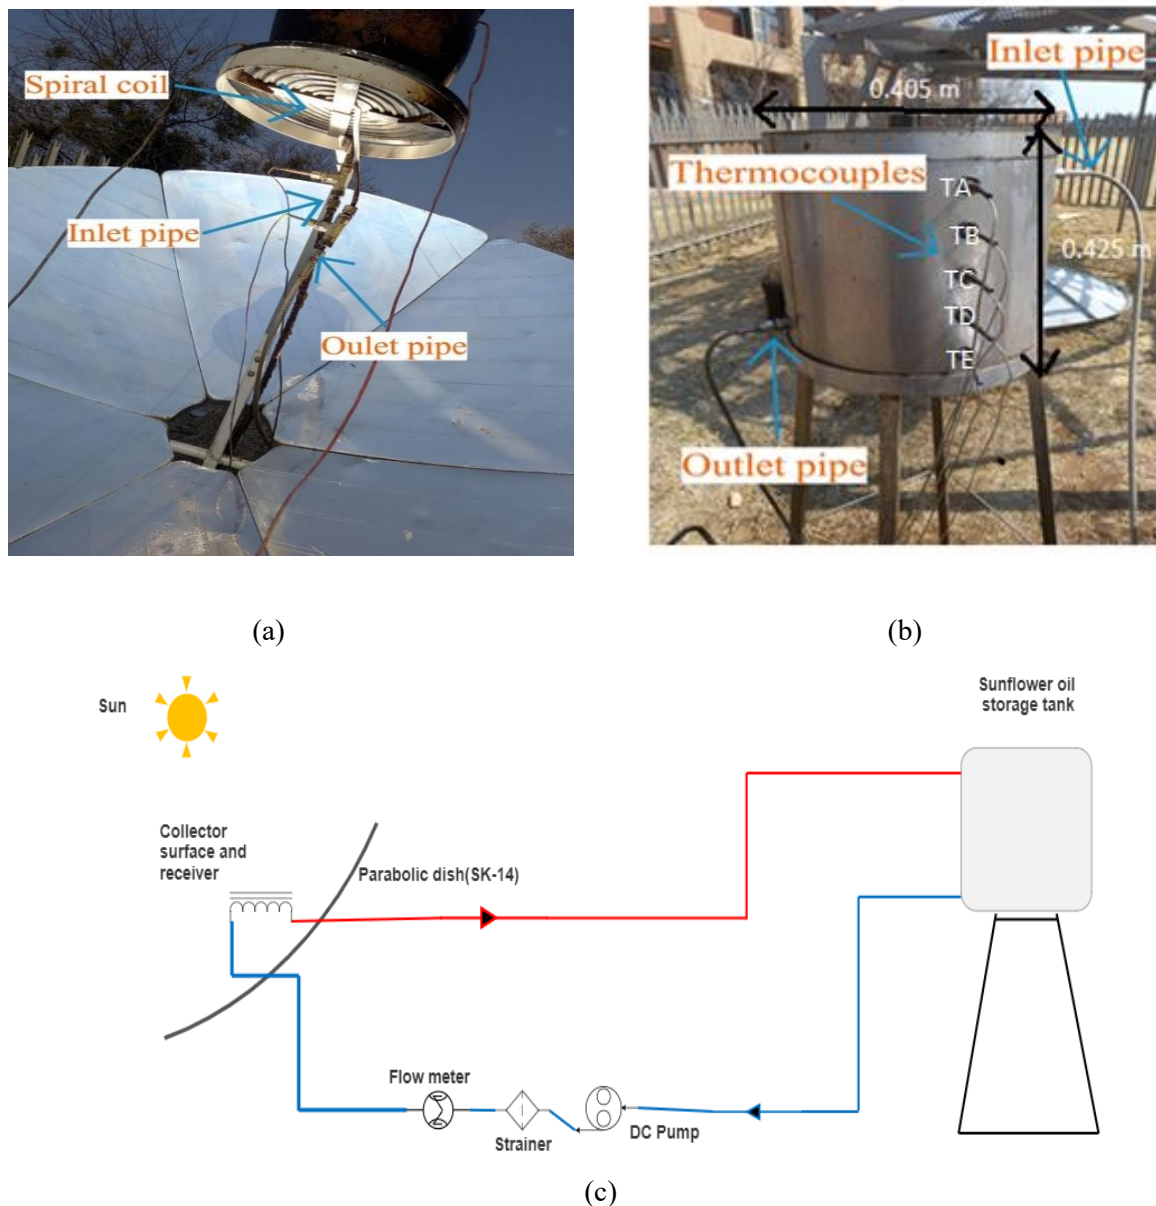 Spiral coil
Inlet pipe
Oulet pipe
Inlet pipe
0.405 m
Thermocouples
TA
TB
TC
TD
TE
0.425 m
Outlet pipe
(a)
(b)
Sun
Sunflower oil
storage tank
Collector
surface and
receiver
Parabolic dish(SK-14)
Flow meter
Strainer
DC Pump
(c)